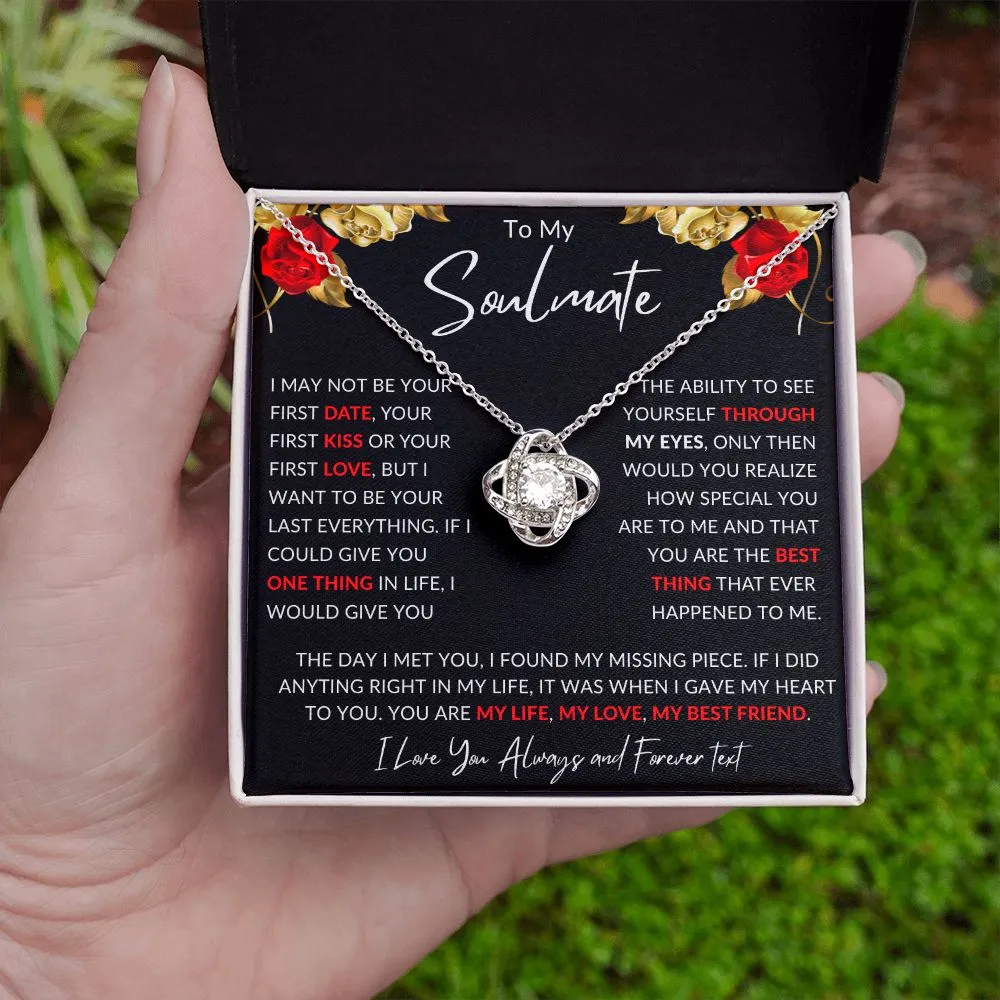 To My
Soulmate
I MAY NOT BE YOUR
FIRST DATE, YOUR
FIRST KISS OR YOUR
FIRST LOVE, BUT I
WANT TO BE YOUR
LAST EVERYTHING. IF I
COULD GIVE YOU
ONE THING IN LIFE, I
WOULD GIVE YOU
THE ABILITY TO SEE
YOURSELF THROUGH
MY EYES, ONLY THEN
WOULD YOU REALIZE
HOW SPECIAL YOU
ARE TO ME AND THAT
YOU ARE THE BEST
THING THAT EVER
HAPPENED TO ME.
THE DAY I MET YOU, I FOUND MY MISSING PIECE. IF I DID
ANYTING RIGHT IN MY LIFE, IT WAS WHEN I GAVE MY HEART
TO YOU. YOU ARE MY LIFE, MY LOVE, MY BEST FRIEND.
I Love You Always and Forever text